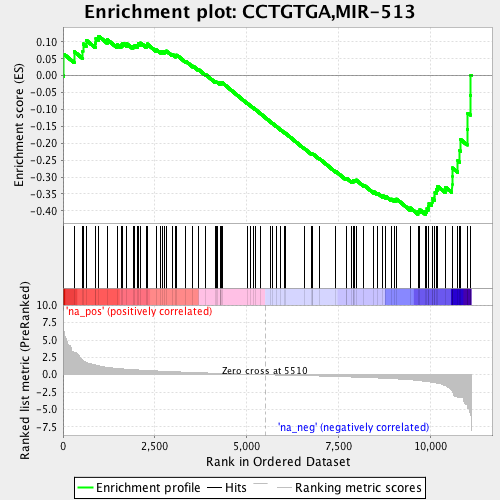 Enrichment plot: CCTGTGA,MIR-513
Enrichment score (ES)
0.10
0.05
0.00
-0.05
-0.10
-0.15
-0.20
-0.25
-0.30
-0.35
-0.40
'na_pos' (positively correlated)
Ranked list metric (PreRanked)
10.0
7.5
5.0
2.5
0.0
-2.5
-5.0
-7.5
Zero cross at 5510
'na_neg' (negatively correlated)
0
2,500
5,000
7,500
10,000
Rank in Ordered Dataset
Enrichment profile
Hits
Ranking metric scores